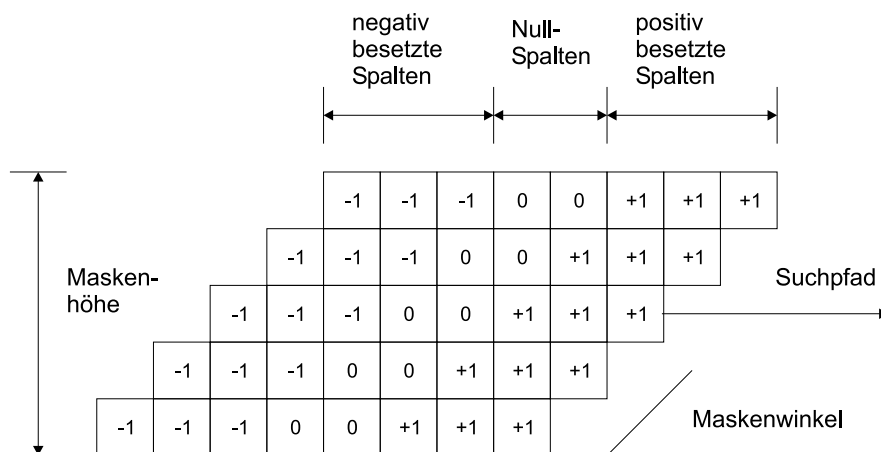 negativ
besetzte
Spalten
Null-
Spalten
positiv
besetzte
Spalten
-1 -1 -1 0 0 +1 +1 +1
-1 -1 -1 0 0 +1 +1 +1
Masken-
höhe
Suchpfad
-1 -1 -1 0 0 +1 +1 +1
-1 -1 -1 0 0 +1 +1 +1
-1 -1 -1 0 0 +1 +1 +1
Maskenwinkel